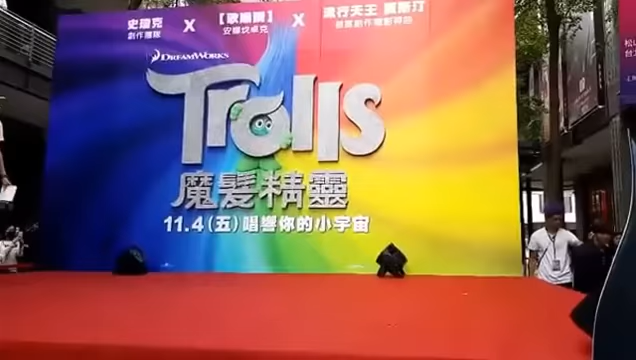 史瑞克 X 【歌喉讚】 X 流行天王 賈斯汀
創作團隊 安娜坎卓克
DREAMWORKS
Trolls
魔髮精靈
11.4(五)唱響你的小宇宙